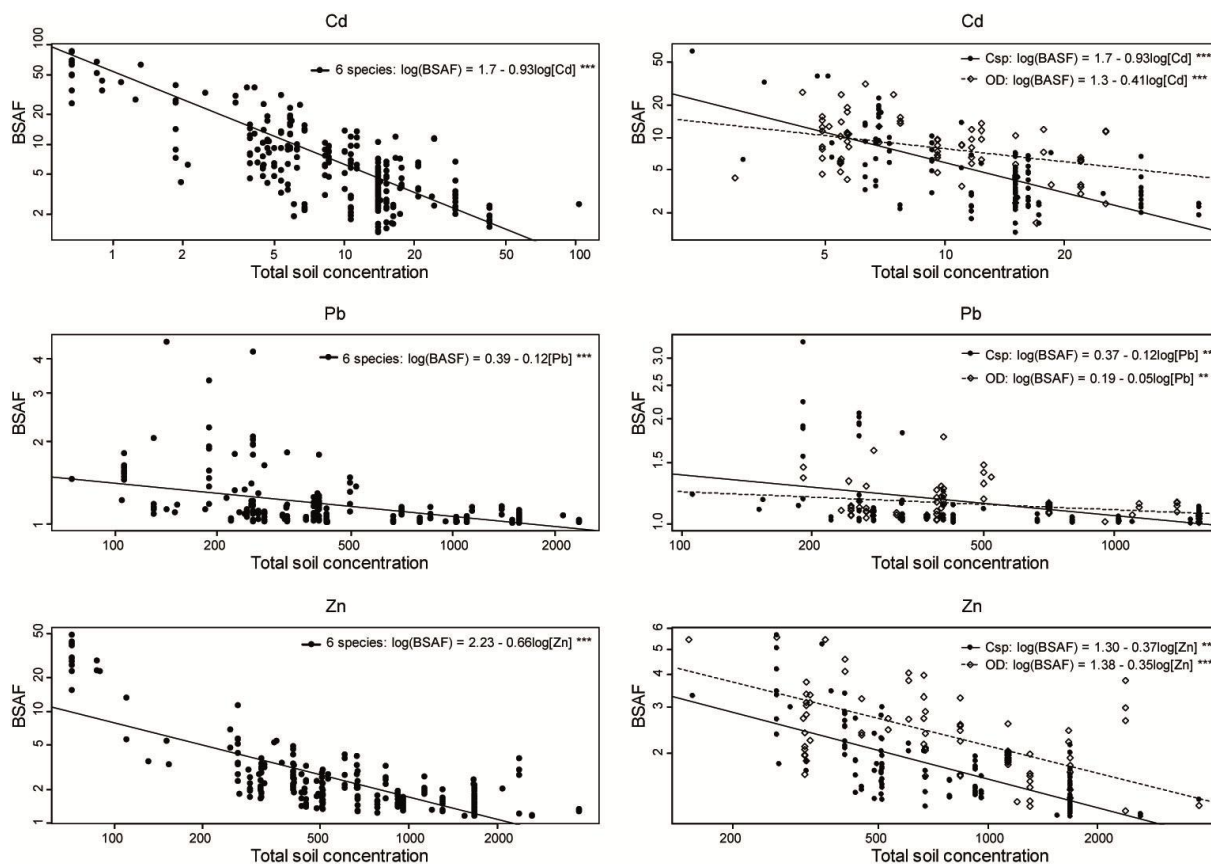 Cd
100
50
20
10
5
2
BSAF
6 species: log(BSAF) = 1.7 - 0.93log[Cd] ***
1 2 5 10 20 50 100
Total soil concentration
Cd
50
20
10
5
2
BSAF
Csp: log(BASF) = 1.7 - 0.93log[Cd] ***
OD: log(BASF) = 1.3 - 0.41log[Cd] ***
5 10 20
Total soil concentration
Pb
4
3
2
1
BSAF
6 species: log(BASF) = 0.39 - 0.12[Pb] ***
100 200 500 1000 2000
Total soil concentration
Pb
3.0
2.5
2.0
1.5
1.0
BSAF
Csp: log(BSAF) = 0.37 - 0.12log[Pb] **
OD: log(BSAF) = 0.19 - 0.05log[Pb] **
100 200 500 1000
Total soil concentration
Zn
50
20
10
5
2
1
BSAF
6 species: log(BSAF) = 2.23 - 0.66log[Zn] ***
100 200 500 1000 2000
Total soil concentration
Zn
6
5
4
3
2
BSAF
Csp: log(BSAF) = 1.30 - 0.37log[Zn] **
OD: log(BSAF) = 1.38 - 0.35log[Zn] ***
200 500 1000 2000
Total soil concentration